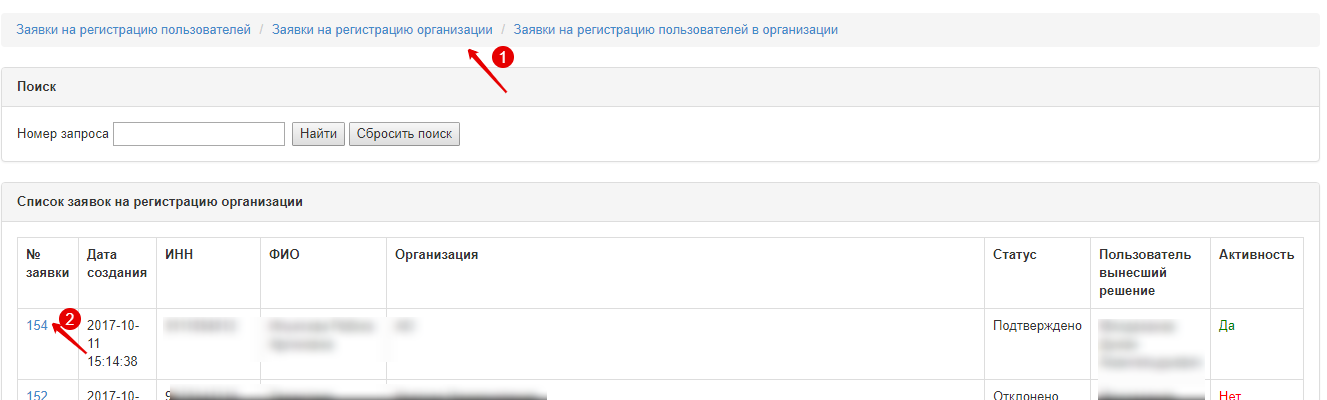 Заявки на регистрацию пользователей / Заявки на регистрацию организации / Заявки на регистрацию пользователей в организации
1
Поиск
Номер запроса Найти Сбросить поиск
Список заявок на регистрацию организации
№ заявки
Дата создания
ИНН
ФИО
Организация
Статус
Пользователь вынесший решение
Активность
154
2
2017-10-
11
15:14:38
Подтверждено
Да
152
2017-10-
9
Отклонено
Нет